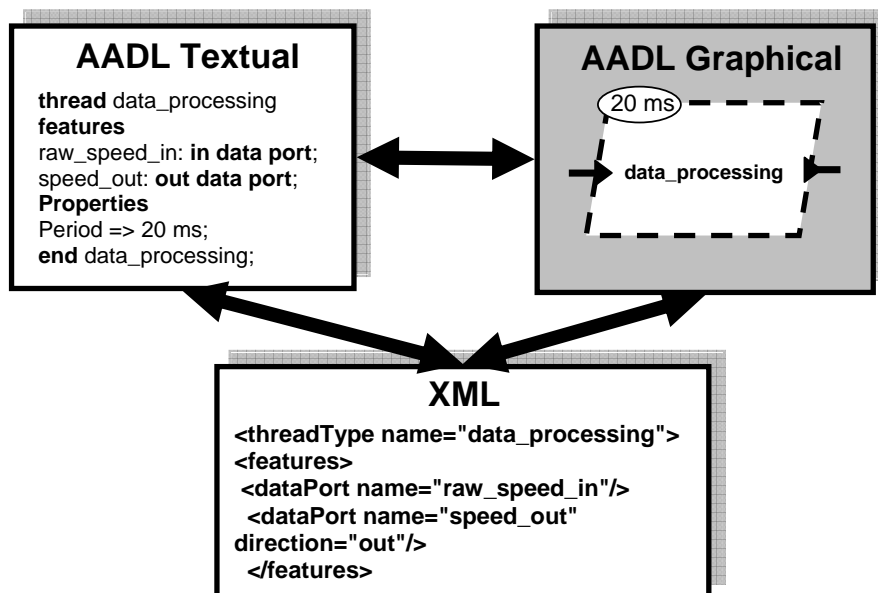 AADL Textual
thread data_processing
features
raw_speed_in: in data port;
speed_out: out data port;
Properties
Period => 20 ms;
end data_processing;
AADL Graphical
20 ms
data_processing
XML
<threadType name="data_processing">
<features>
<dataPort name="raw_speed_in"/>
<dataPort name="speed_out"
direction="out"/>
</features>